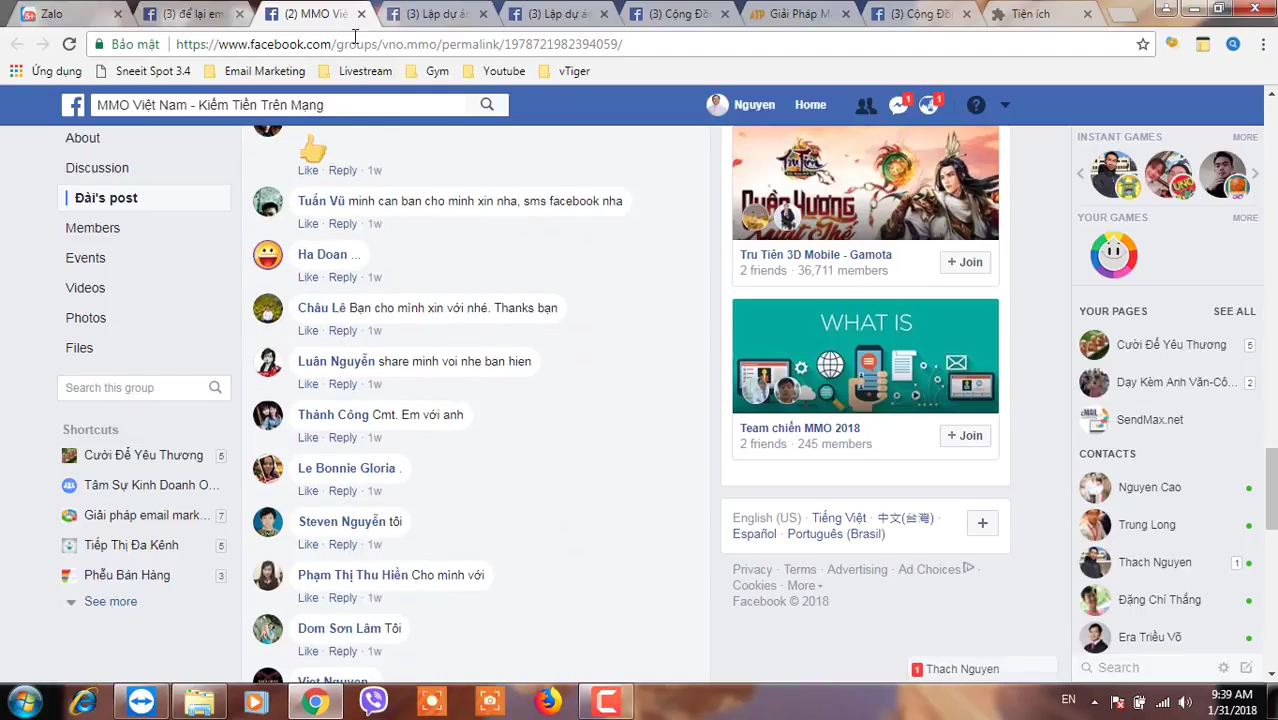 Zalo
(3) để lại em
(2) MMO Việ
(3) Lập dự án
(3) Lập dự á
(3) Cộng Đồ
Giải Pháp M
(3) Cộng Đồ
Tiện ích
Bảo mật
https://www.facebook.com/groups/vno.mmo/permalink/1978721982394059/
Ứng dụng
Sneeit Spot 3.4
Email Marketing
Livestream
Gym
Youtube
vTiger
MMO Việt Nam - Kiếm Tiền Trên Mạng
Nguyen
Home
1
1
About
Discussion
Đài's post
Members
Events
Videos
Photos
Files
Search this group
Shortcuts
Cười Để Yêu Thương 5
Tâm Sự Kinh Doanh O...
Giải pháp email mark... 7
Tiếp Thị Đa Kênh 5
Phễu Bán Hàng 3
See more
Like · Reply · 1w
Tuấn Vũ minh can ban cho minh xin nha, sms facebook nha
Like · Reply · 1w
Ha Doan ...
Like · Reply · 1w
Châu Lê Bạn cho mình xin với nhé. Thanks bạn
Like · Reply · 1w
Luân Nguyễn share minh voi nhe ban hien
Like · Reply · 1w
Thành Công Cmt. Em với anh
Like · Reply · 1w
Le Bonnie Gloria .
Like · Reply · 1w
Steven Nguyễn tôi
Like · Reply · 1w
Phạm Thị Thu Hiền Cho mình với
Like · Reply · 1w
Dom Sơn Lâm Tôi
Like · Reply · 1w
Viet Nguyen
Tru Tiên 3D Mobile - Gamota
2 friends · 36,711 members
+ Join
WHAT IS
Team chiến MMO 2018
2 friends · 245 members
+ Join
English (US) · Tiếng Việt · 中文(台灣) ·
Español · Português (Brasil)
Privacy · Terms · Advertising · Ad Choices ·
Cookies · More
Facebook © 2018
INSTANT GAMES MORE
YOUR GAMES MORE
YOUR PAGES SEE ALL
Cười Để Yêu Thương 5
Dạy Kèm Anh Văn-Cô... 2
SendMax.net
CONTACTS
Nguyen Cao
Trung Long
Thach Nguyen 1
Đặng Chí Thắng
Era Triều Vỗ
1 Thach Nguyen
Search
EN
9:39 AM
1/31/2018